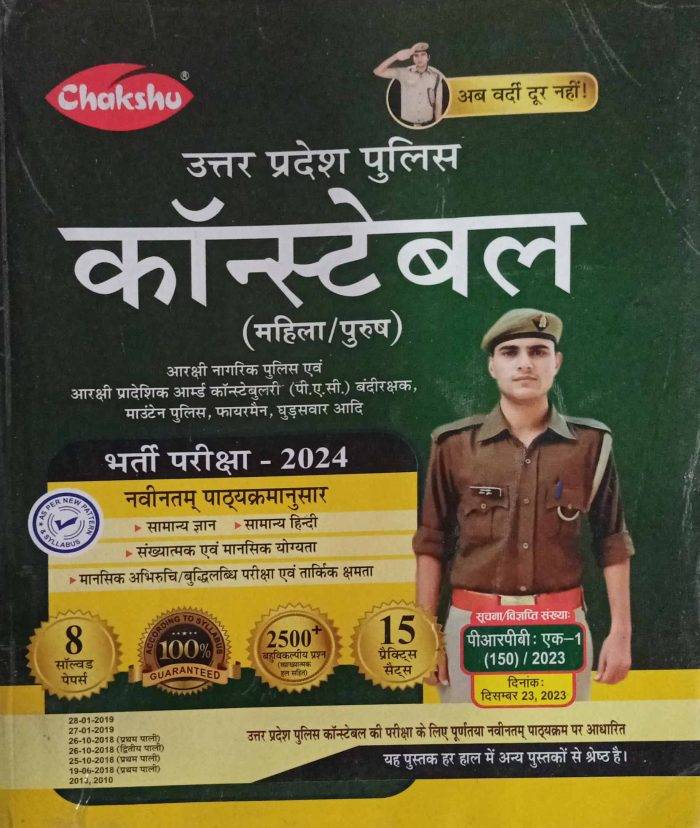 Chakshu®
अब वर्दी दूर नहीं!
उत्तर प्रदेश पुलिस
कॉन्स्टेबल
(महिला/पुरुष)
आरक्षी नागरिक पुलिस एवं
आरक्षी प्रादेशिक आर्म्ड कॉन्स्टेबुलरी (पी.ए.सी.) बंदीरक्षक,
माउंटेन पुलिस, फायरमैन, घुड़सवार आदि
भर्ती परीक्षा - 2024
नवीनतम् पाठ्यक्रमानुसार
AS PER NEW PATTERN
& SYLLABUS
सामान्य ज्ञान सामान्य हिन्दी
संख्यात्मक एवं मानसिक योग्यता
मानसिक अभिरुचि/बुद्धिलब्धि परीक्षा एवं तार्किक क्षमता
8
सॉल्वड
पेपर्स
ACCORDING TO SYLLABUS
100%
GUARANTEED
2500+
बहुविकल्पीय प्रश्न
(व्याख्यात्मक
हल सहित)
15
प्रैक्टिस
सैट्स
सूचना/विज्ञप्ति संख्याः
पीआरपीबी: एक-1
(150) / 2023
दिनांक:
दिसम्बर 23, 2023
28-01-2019
27-01-2019
26-10-2018 (प्रथम पाली)
26-10-2018 (द्वितीय पाली)
25-10-2018 (प्रथम पाली)
19-06-2018 (प्रथम पाली)
2013, 2010
उत्तर प्रदेश पुलिस कॉन्स्टेबल की परीक्षा के लिए पूर्णतया नवीनतम् पाठ्यक्रम पर आधारित
यह पुस्तक हर हाल में अन्य पुस्तकों से श्रेष्ठ है।